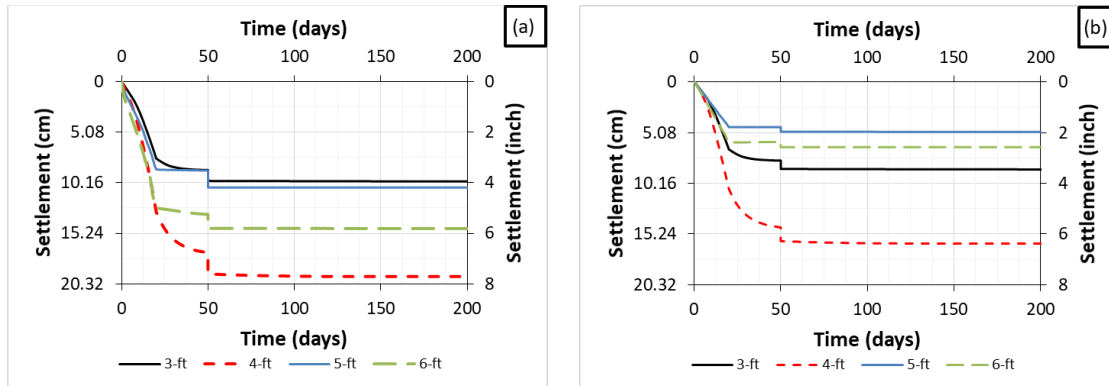 (a)
Time (days)
0 50 100 150 200
0 0
5.08 2
10.16 4
15.24 6
20.32 8
Settlement (cm)
Settlement (inch)
0 50 100 150 200
Time (days)
3-ft 4-ft 5-ft 6-ft
(b)
Time (days)
0 50 100 150 200
0 0
5.08 2
10.16 4
15.24 6
20.32 8
Settlement (cm)
Settlement (inch)
0 50 100 150 200
Time (days)
3-ft 4-ft 5-ft 6-ft